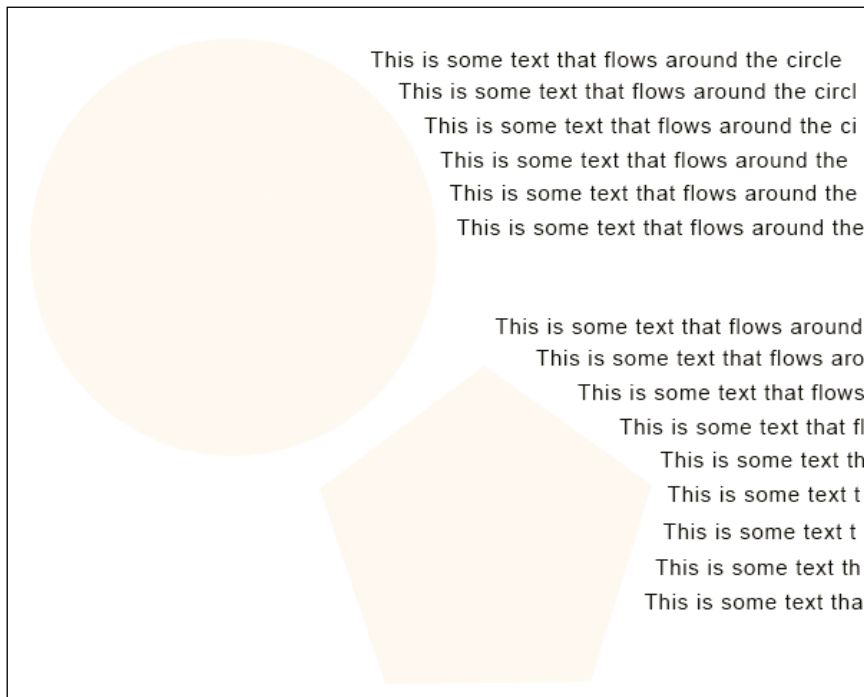 This is some text that flows around the circle
This is some text that flows around the circl
This is some text that flows around the ci
This is some text that flows around the
This is some text that flows around the
This is some text that flows around the
This is some text that flows around
This is some text that flows aro
This is some text that flows
This is some text that fl
This is some text th
This is some text t
This is some text t
This is some text th
This is some text tha